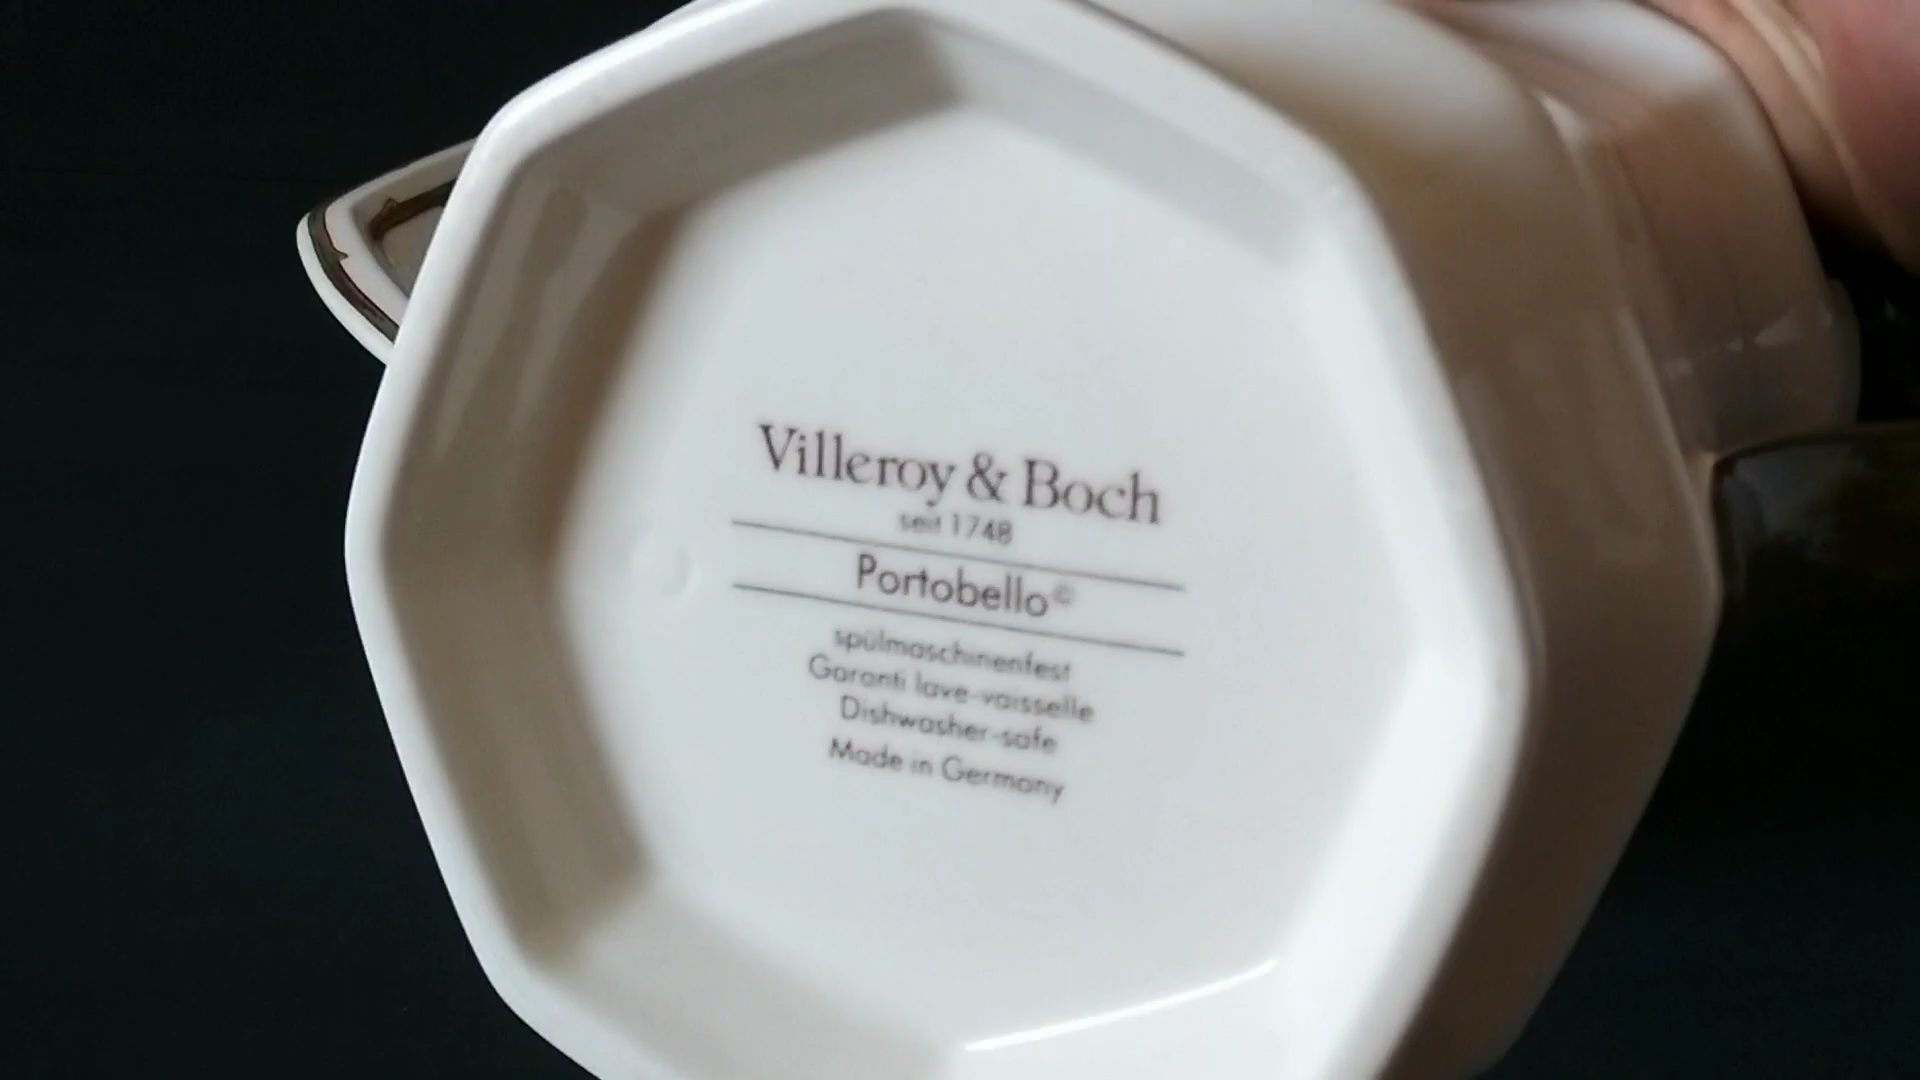 Villeroy & Boch
seit 1748
Portobello©
spülmaschinenfest
Garanti lave-vaisselle
Dishwasher-safe
Made in Germany